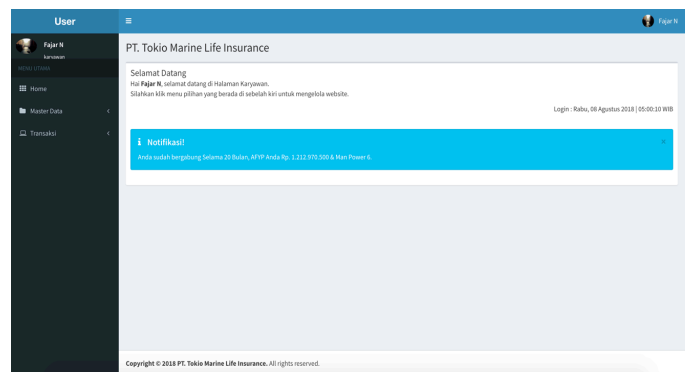 User
Fajar N
Fajar N
karyawan
MENU UTAMA
Home
Master Data
Transaksi
PT. Tokio Marine Life Insurance
Selamat Datang
Hai Fajar N, selamat datang di Halaman Karyawan.
Silahkan klik menu pilihan yang berada di sebelah kiri untuk mengelola website.
Login : Rabu, 08 Agustus 2018 | 05:00:10 WIB
Notifikasi!
Anda sudah bergabung Selama 20 Bulan, AFYP Anda Rp. 1.212.970.500 & Man Power 6.
Copyright © 2018 PT. Tokio Marine Life Insurance. All rights reserved.